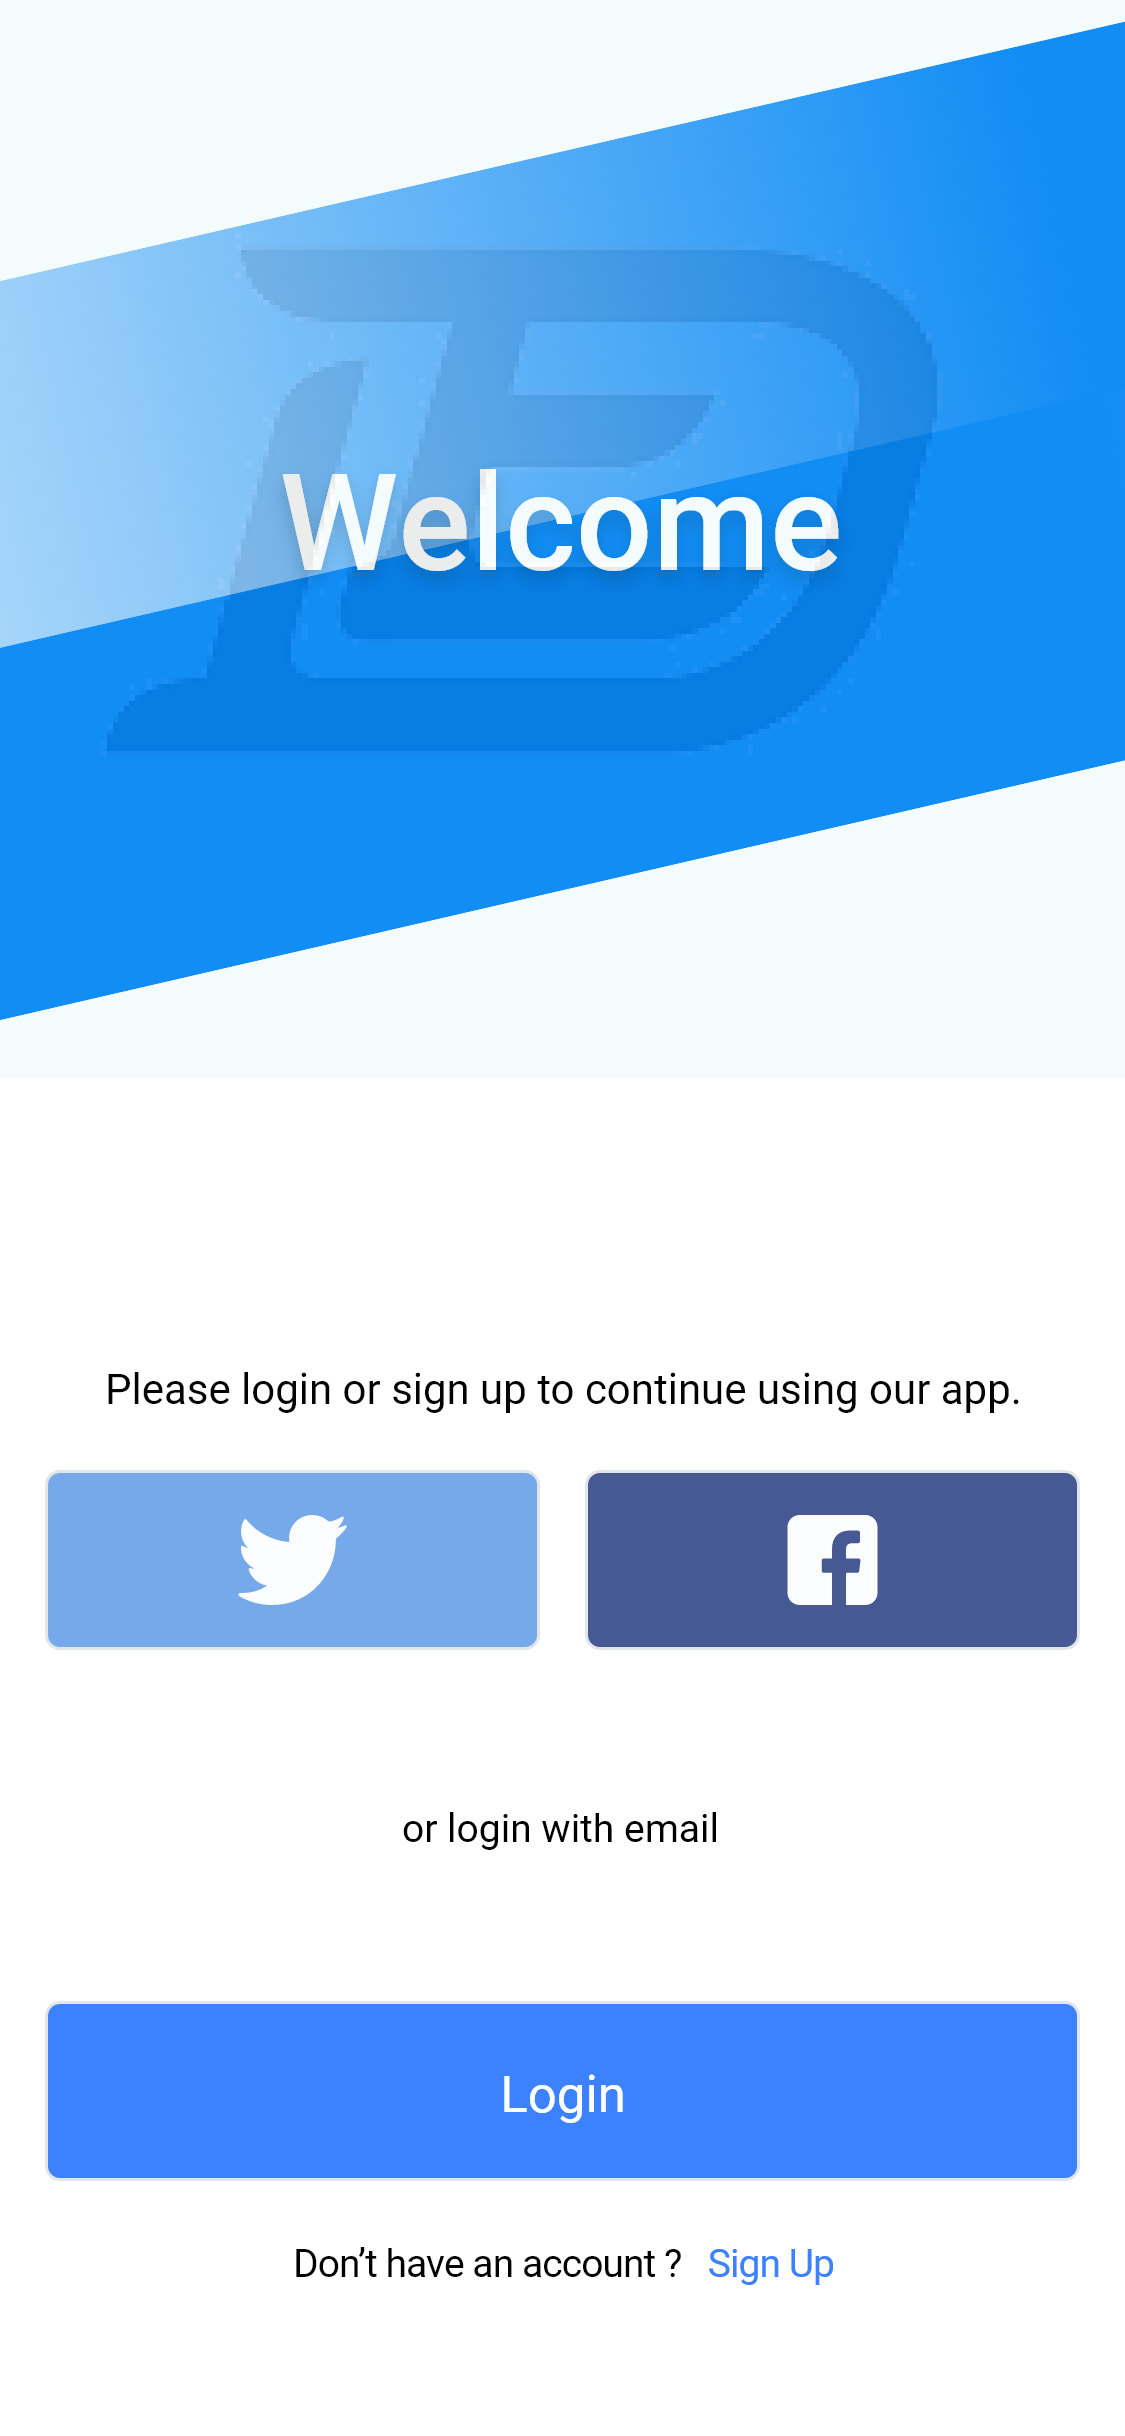 Welcome
Please login or sign up to continue using our app.
or login with email
Login
Don’t have an account ? Sign Up